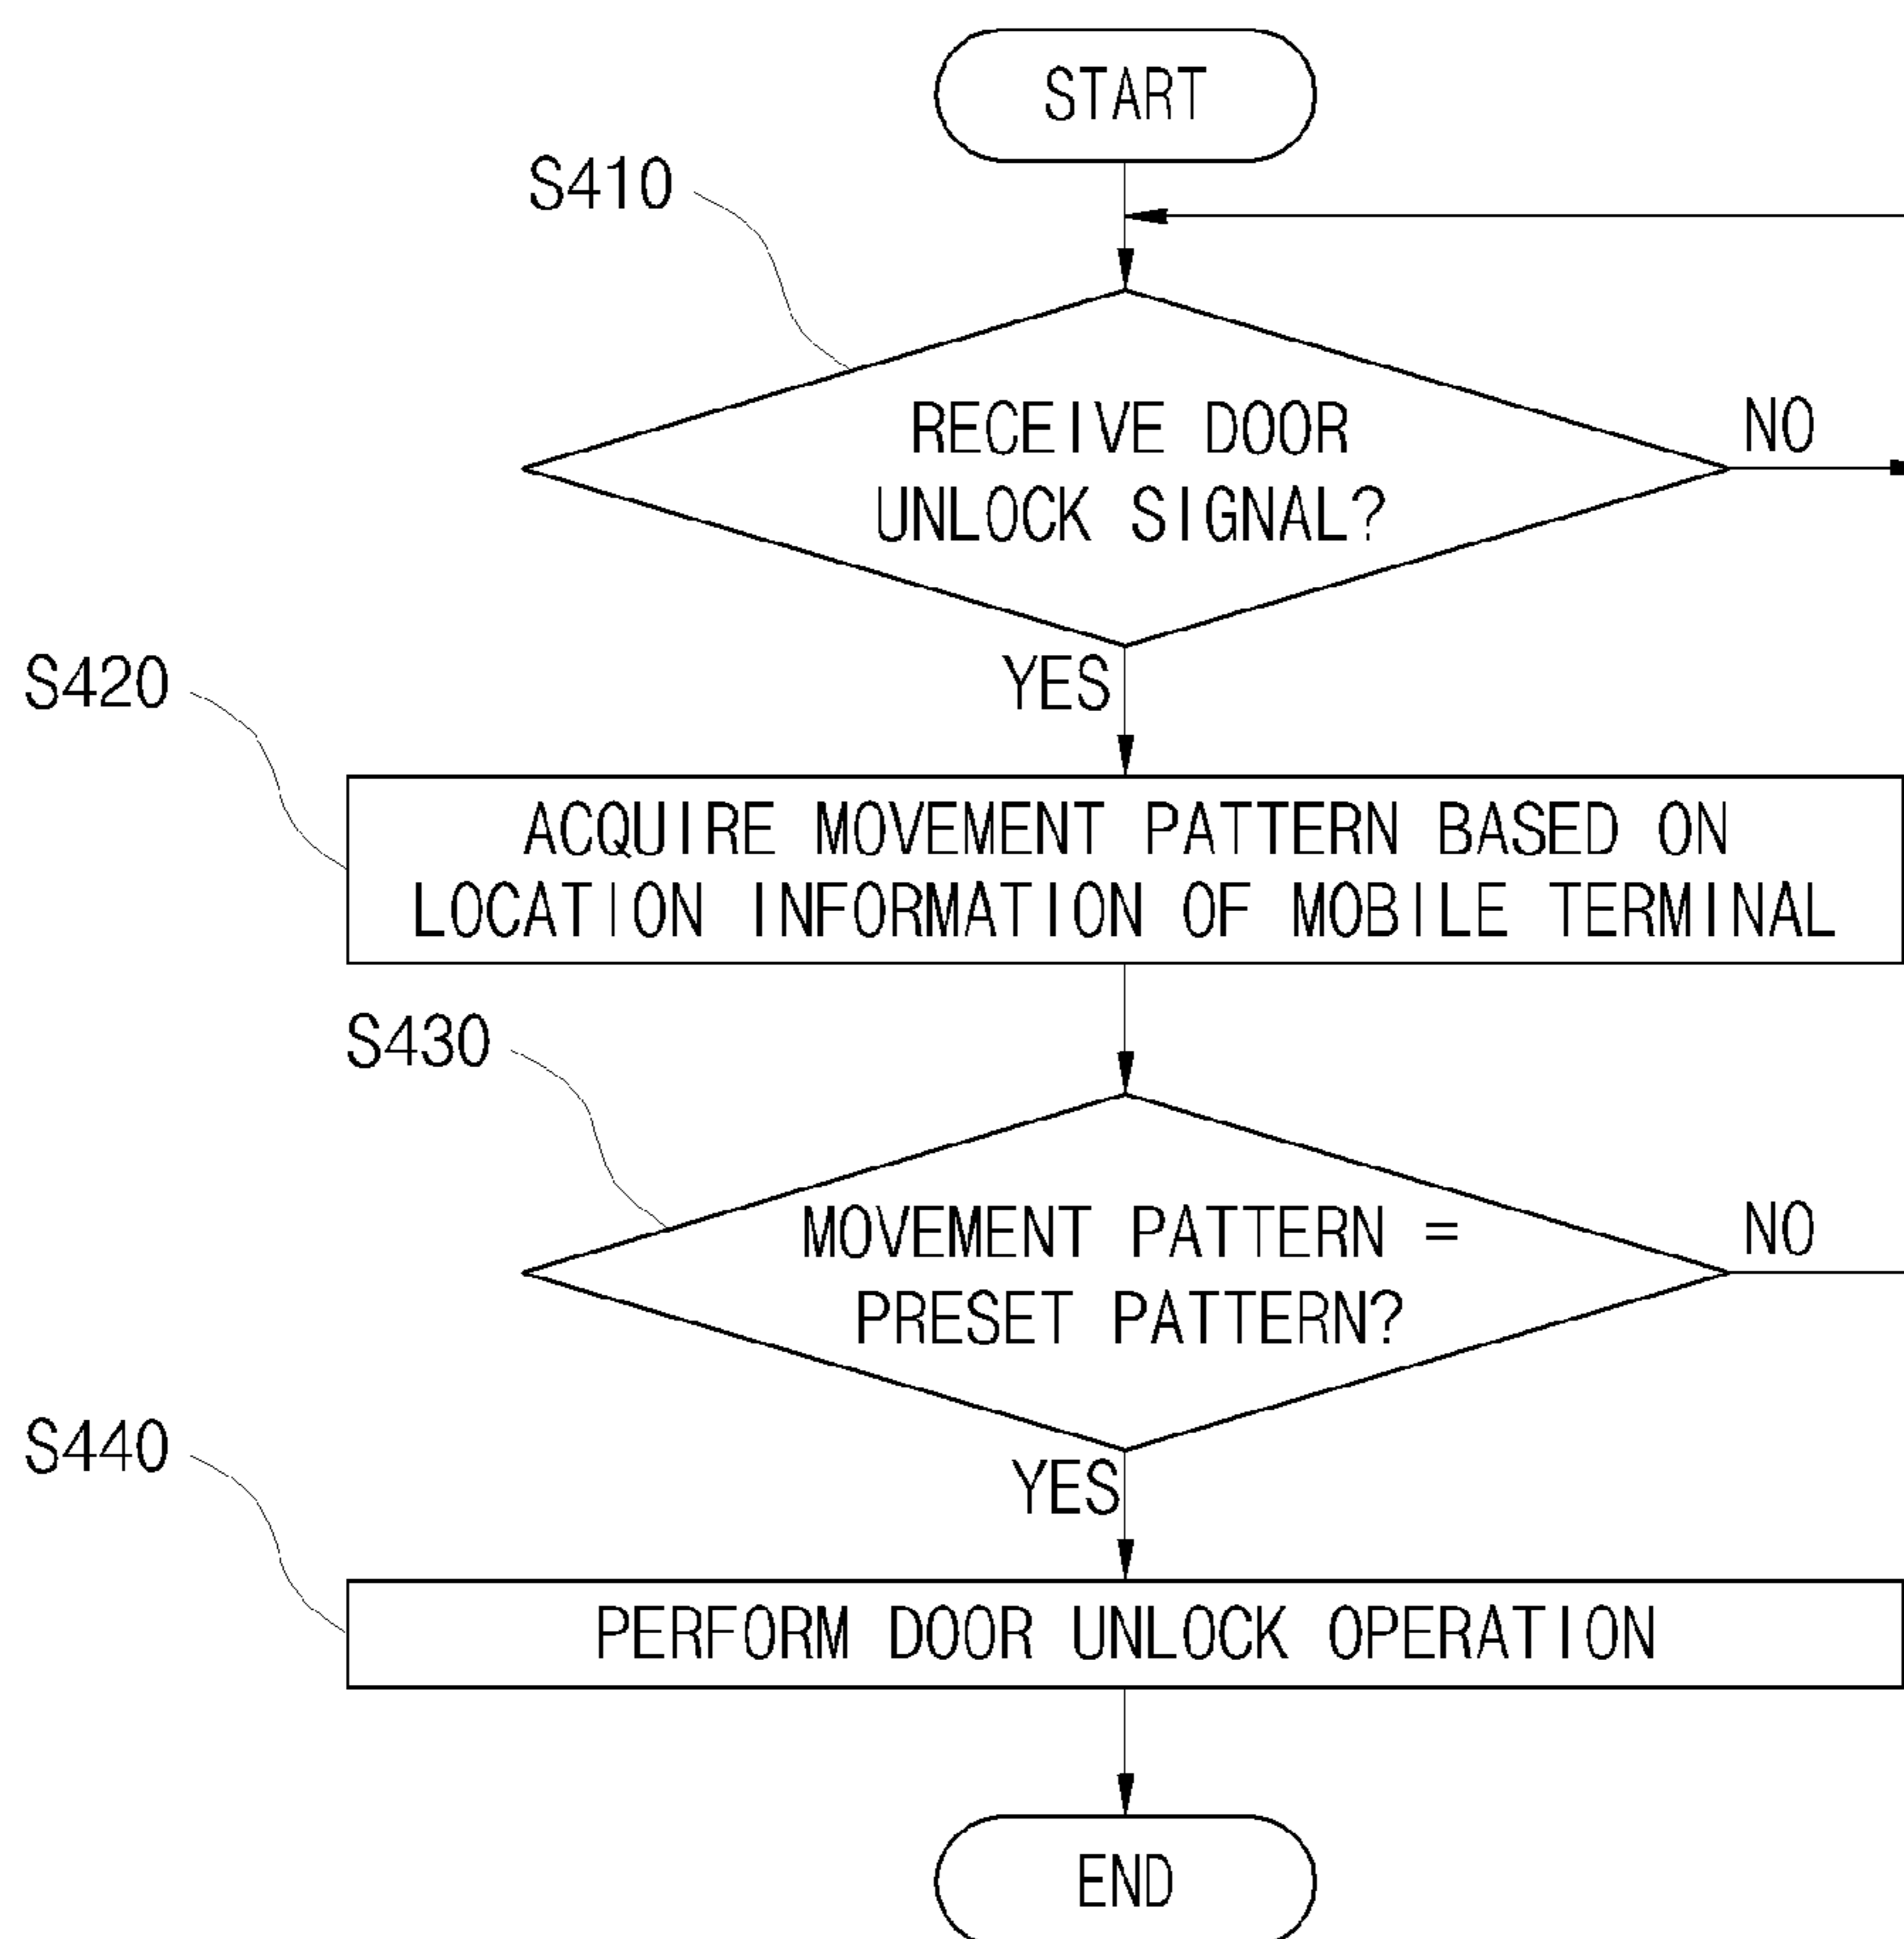 START
S410
RECEIVE DOOR
UNLOCK SIGNAL?
NO
YES
S420
ACQUIRE MOVEMENT PATTERN BASED ON
LOCATION INFORMATION OF MOBILE TERMINAL
S430
MOVEMENT PATTERN =
PRESET PATTERN?
NO
YES
S440
PERFORM DOOR UNLOCK OPERATION
END